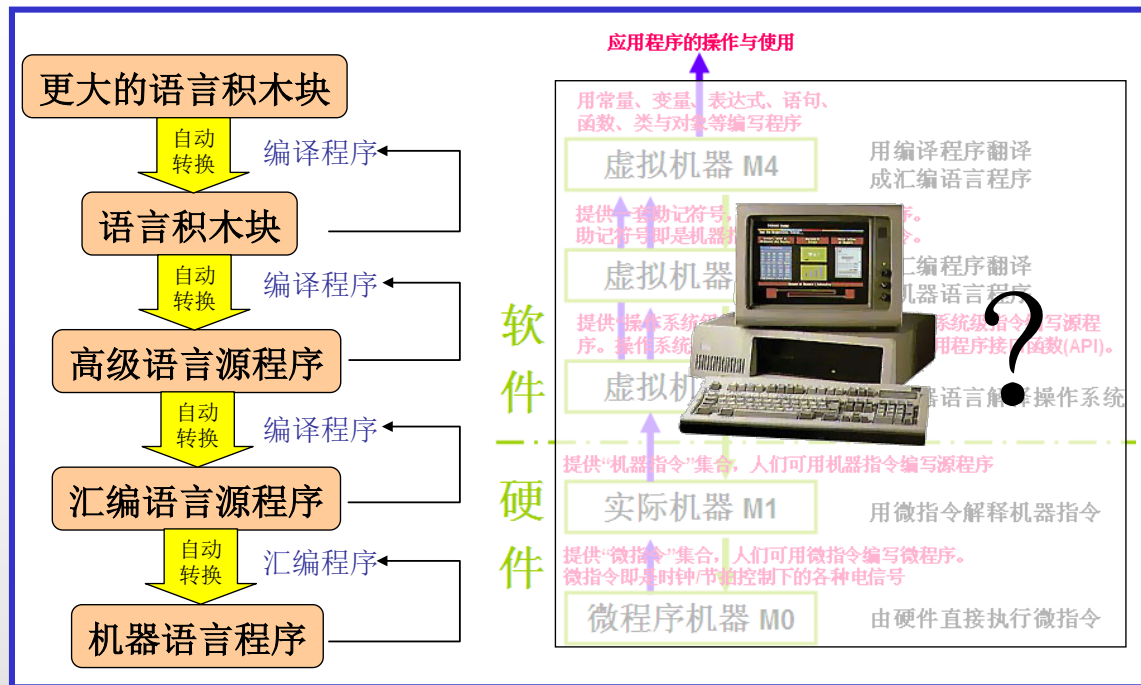 更大的语言积木块
自动
转换
编译程序
语言积木块
自动
转换
编译程序
高级语言源程序
自动
转换
编译程序
汇编语言源程序
自动
转换
汇编程序
机器语言程序
应用程序的操作与使用
用常量、变量、表达式、语句、
函数、类与对象等编写程序
虚拟机器 M4
用编译程序翻译
成汇编语言程序
提供一套助记符号,
序。
助记符号即是机器指
令。
虚拟机器
汇编程序翻译
机器语言程序
软
件
提供“操作系统级
系统级指令编写源程
序。操作系统
用程序接口函数(API)。
虚拟机
器语言解释操作系统
?
硬
件
提供“机器指令”集合,人们可用机器指令编写源程序
实际机器 M1
用微指令解释机器指令
提供“微指令”集合,人们可用微指令编写微程序。
微指令即是时钟/节拍控制下的各种电信号
微程序机器 M0
由硬件直接执行微指令